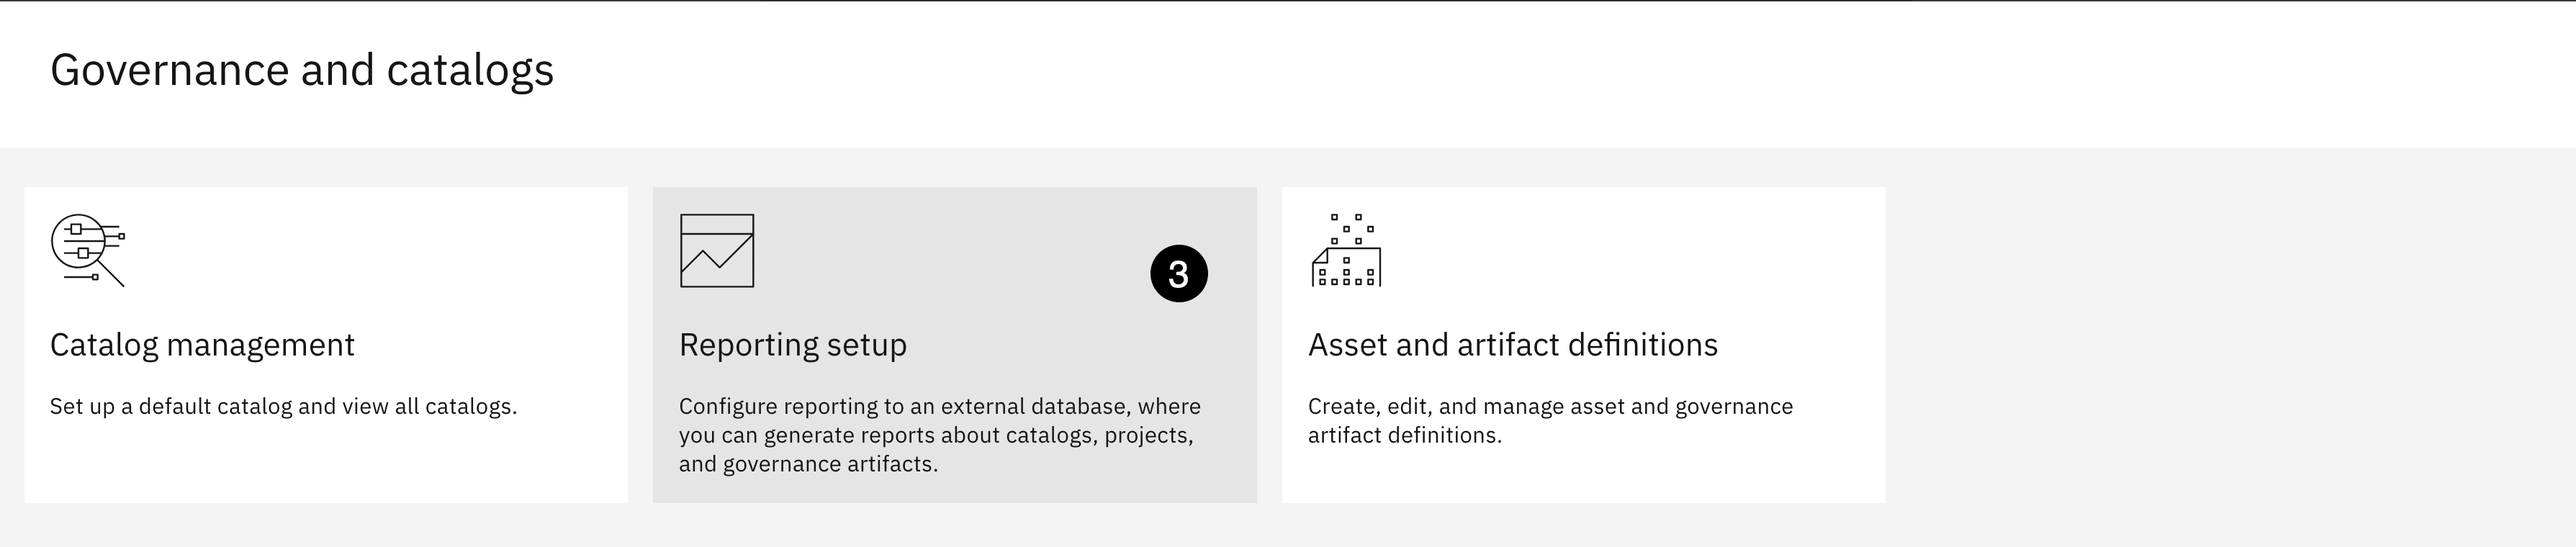 Governance and catalogs
Catalog management
Set up a default catalog and view all catalogs.
3
Reporting setup
Configure reporting to an external database, where
you can generate reports about catalogs, projects,
and governance artifacts.
Asset and artifact definitions
Create, edit, and manage asset and governance
artifact definitions.